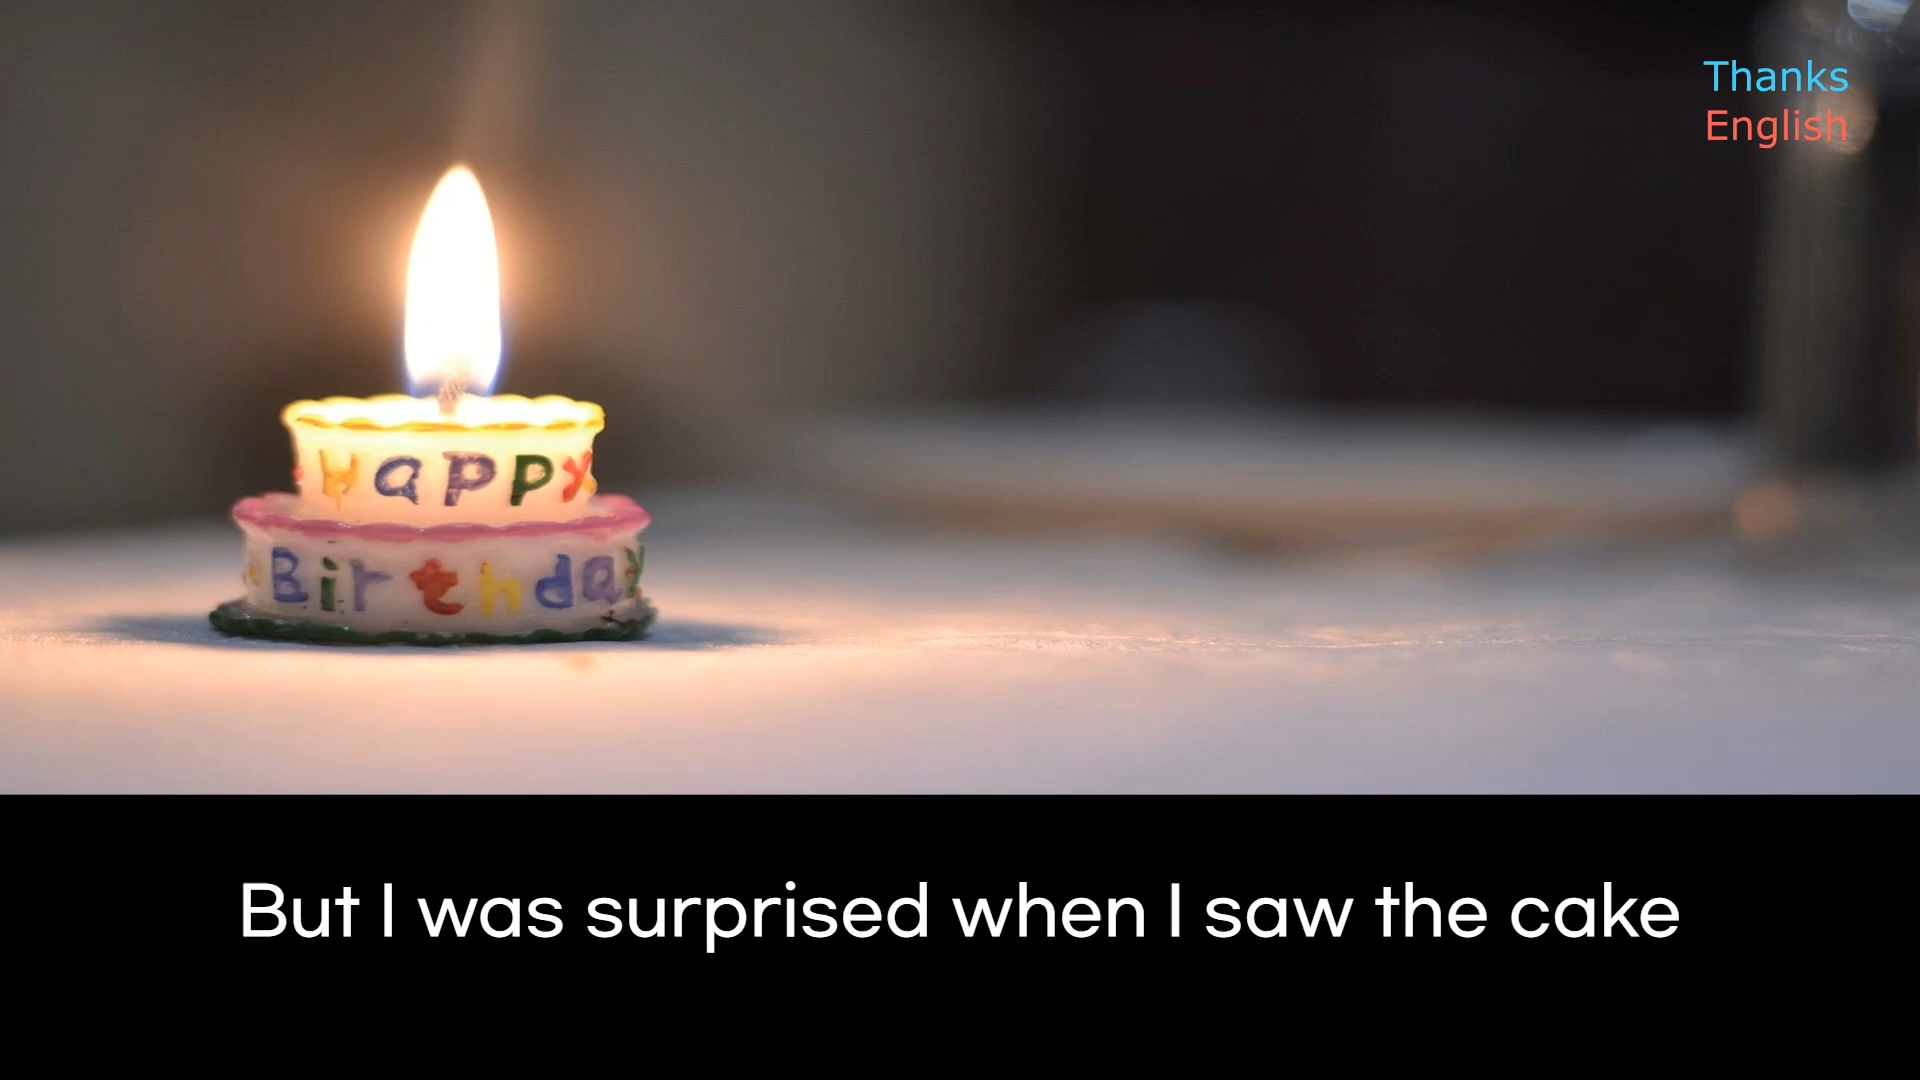 Thanks
English
Happy
Birthday
But I was surprised when I saw the cake